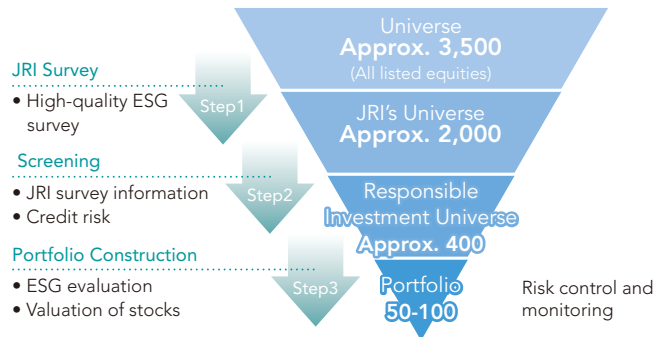 Universe
Approx. 3,500
(All listed equities)
JRI Survey
• High-quality ESG
survey
Step1
JRI's Universe
Approx. 2,000
Screening
• JRI survey information
• Credit risk
Step2
Responsible
Investment Universe
Approx. 400
Portfolio Construction
• ESG evaluation
• Valuation of stocks
Step3
Portfolio
50-100
Risk control and
monitoring